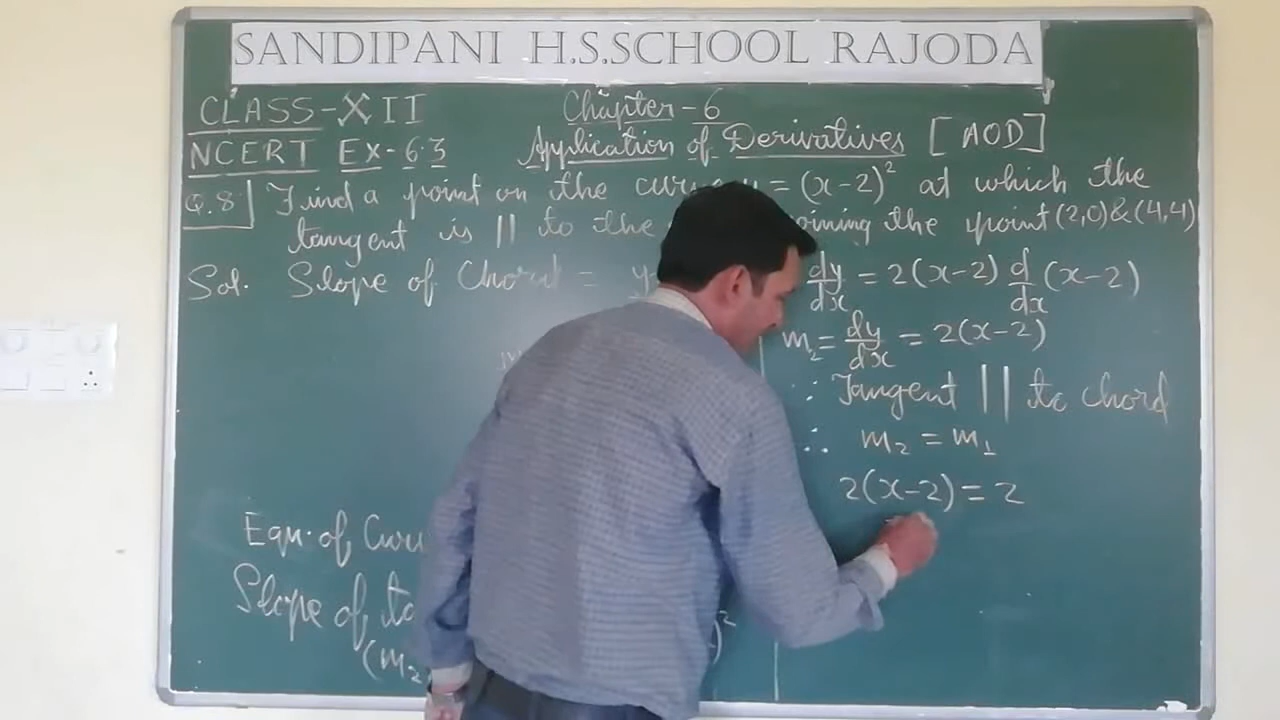 SANDIPANI H.S.SCHOOL RAJODA
CLASS-XII
Chapter-6
NCERT Ex-6.3
Application of Derivatives [AOD]
Q.8] Find a point on the curve y = (x-2)² at which the
tangent is || to the joining the point (2,0)&(4,4)
Sol. Slope of Chord = y
Equ. of Cur
Slope of ta
(m₂ )²
dy/dx = 2(x-2) d/dx (x-2)
m₂ = dy/dx = 2(x-2)
∵ Tangent || to chord
∴ m₂ = m₁
2(x-2) = 2